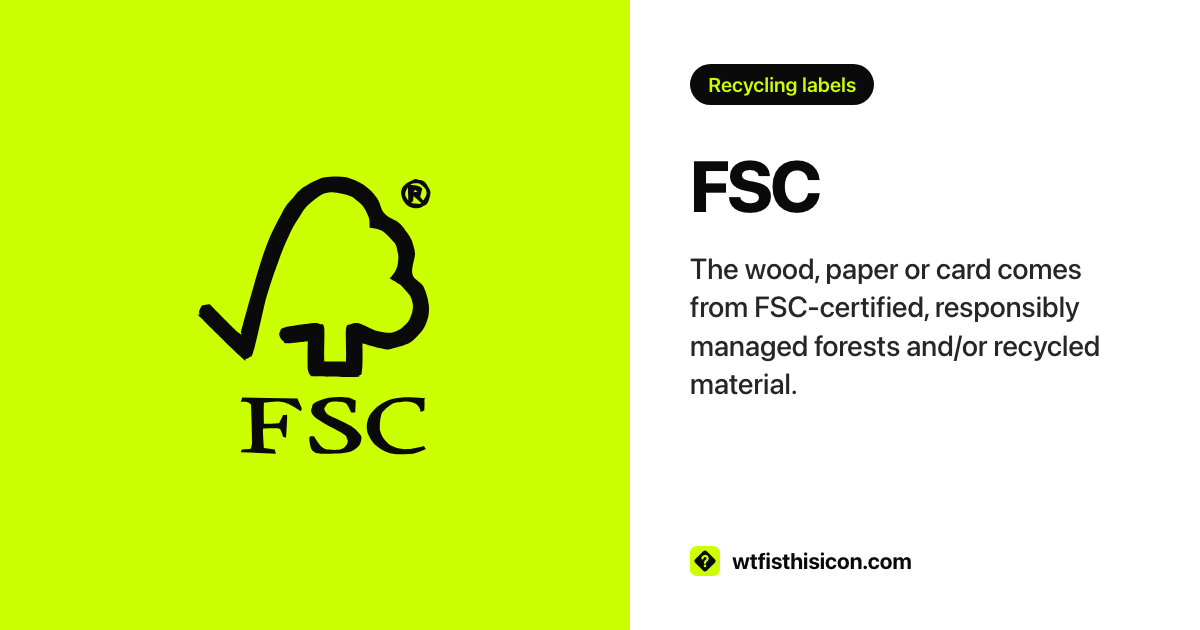 ®
FSC
Recycling labels
FSC
The wood, paper or card comes
from FSC-certified, responsibly
managed forests and/or recycled
material.
?
wtfisthisicon.com